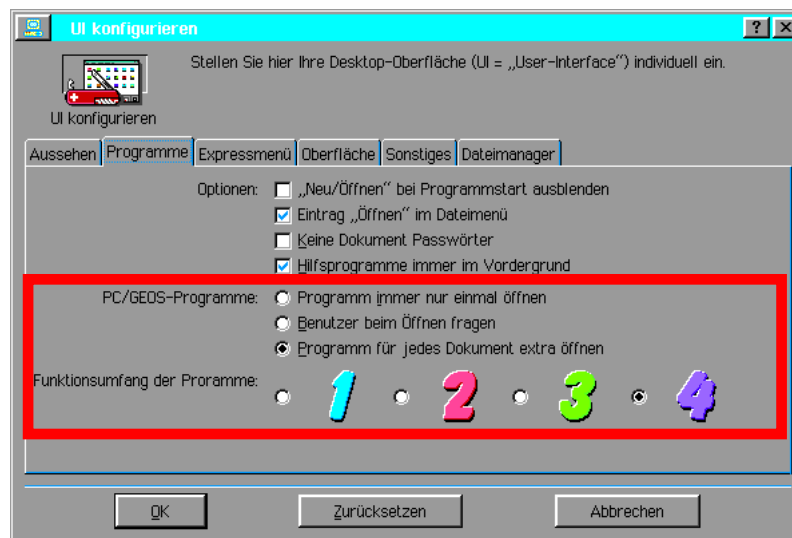 UI konfigurieren
Stellen Sie hier Ihre Desktop-Oberfläche (UI = „User-Interface“) individuell ein.
UI konfigurieren
Aussehen Programme Expressmenü Oberfläche Sonstiges Dateimanager
Optionen: „Neu/Öffnen“ bei Programmstart ausblenden
Eintrag „Öffnen“ im Dateimenü
Keine Dokument Passwörter
Hilfsprogramme immer im Vordergrund
PC/GEOS-Programme: Programm immer nur einmal öffnen
Benutzer beim Öffnen fragen
Programm für jedes Dokument extra öffnen
Funktionsumfang der Proramme: 1 2 3 4
OK Zurücksetzen Abbrechen